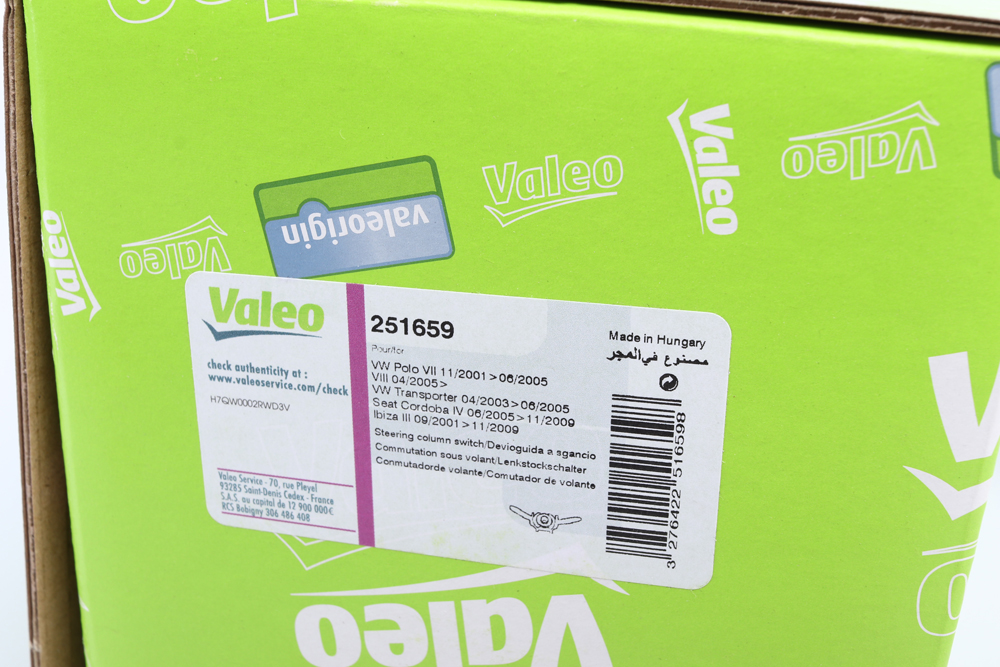 Valeo
Valeo
Valeo
Valeo
Valeo
valeorigin
Valeo
check authenticity at :
www.valeoservice.com/check
H7QW0002RWD3V
Valeo Service - 70, rue Pleyel
93285 Saint-Denis Cedex - France
S.A.S. au capital de 12 900 000€
RCS Bobigny 306 486 408
251659
Pour/for
VW Polo VII 11/2001>06/2005
VIII 04/2005>
VW Transporter 04/2003>06/2005
Seat Cordoba IV 06/2005>11/2009
Ibiza III 09/2001>11/2009
Steering column switch/Devioguida a sgancio
Commutation sous volant/Lenkstockschalter
Conmutadorde volante/Comutador de volante
Made in Hungary
مصنوع في المجر
3 276422 516598
Valeo